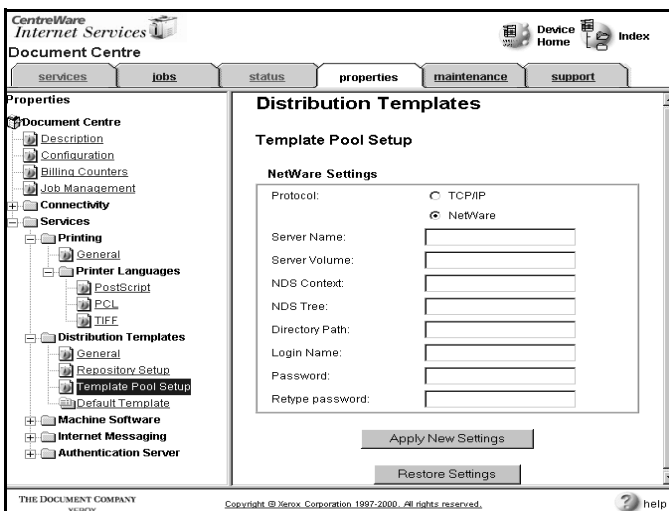 CentreWare
Internet Services
Document Centre
Device Home
Index
services
jobs
status
properties
maintenance
support
Properties
Document Centre
Description
Configuration
Billing Counters
Job Management
Connectivity
Services
Printing
General
Printer Languages
PostScript
PCL
TIFF
Distribution Templates
General
Repository Setup
Template Pool Setup
Default Template
Machine Software
Internet Messaging
Authentication Server
Distribution Templates
Template Pool Setup
NetWare Settings
Protocol:
TCP/IP
NetWare
Server Name:
Server Volume:
NDS Context:
NDS Tree:
Directory Path:
Login Name:
Password:
Retype password:
Apply New Settings
Restore Settings
THE DOCUMENT COMPANY
XEROX
Copyright © Xerox Corporation 1997-2000. All rights reserved.
help